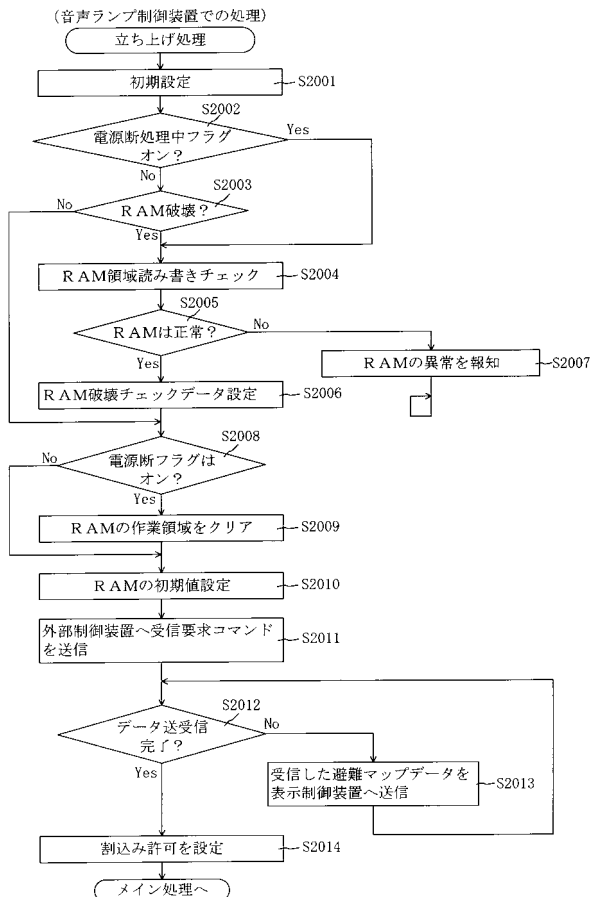 （音声ランプ制御装置での処理）
立ち上げ処理
初期設定
S2001
S2002
電源断処理中フラグ
オン？
Yes
No
S2003
RAM破壊？
No
Yes
RAM領域読み書きチェック
S2004
S2005
RAMは正常？
No
Yes
RAMの異常を報知
S2007
RAM破壊チェックデータ設定
S2006
S2008
電源断フラグは
オン？
No
Yes
RAMの作業領域をクリア
S2009
RAMの初期値設定
S2010
外部制御装置へ受信要求コマンド
を送信
S2011
S2012
データ送受信
完了？
No
Yes
受信した避難マップデータを
表示制御装置へ送信
S2013
割込み許可を設定
S2014
メイン処理へ